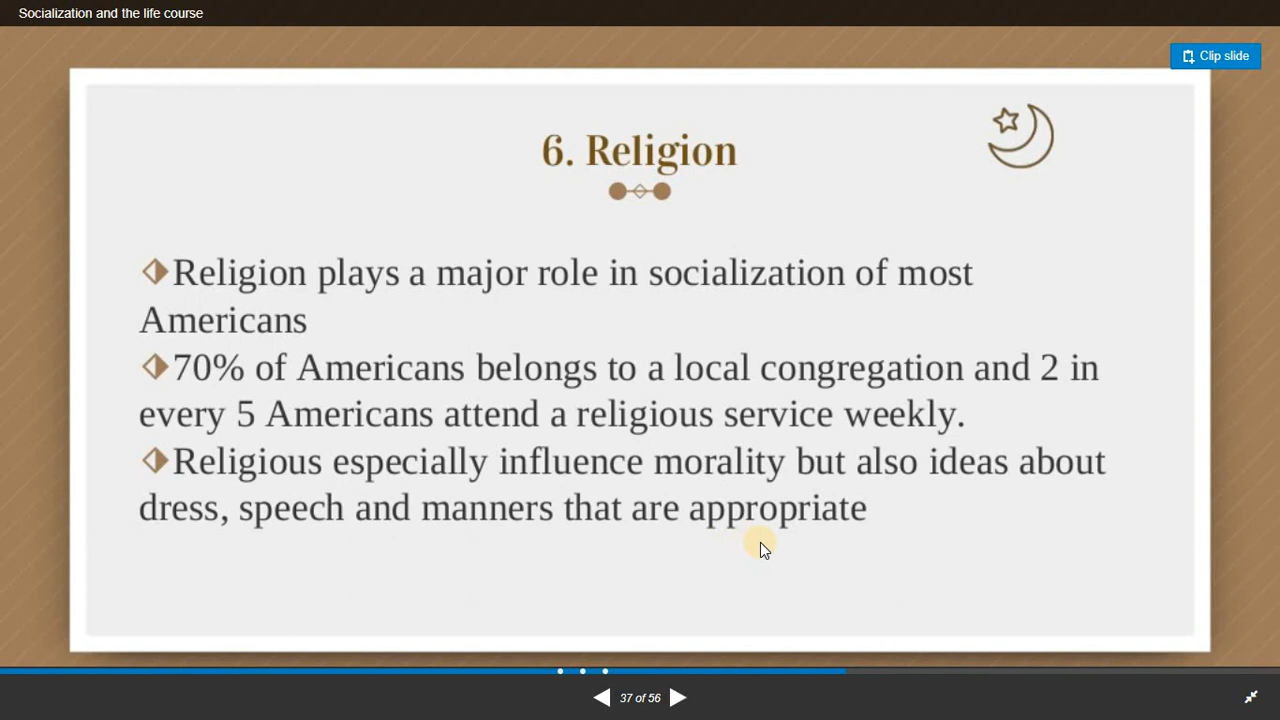 Socialization and the life course
Clip slide
6. Religion
Religion plays a major role in socialization of most
Americans
70% of Americans belongs to a local congregation and 2 in
every 5 Americans attend a religious service weekly.
Religious especially influence morality but also ideas about
dress, speech and manners that are appropriate
37 of 56